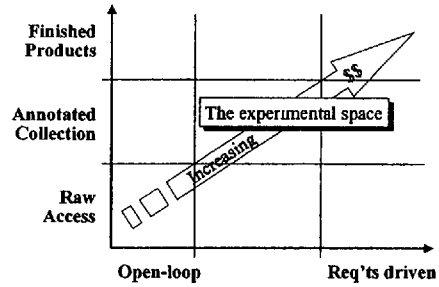 Finished
Products
$$
Annotated
Collection
The experimental space
Increasing
Raw
Access
Open-loop
Req'ts driven